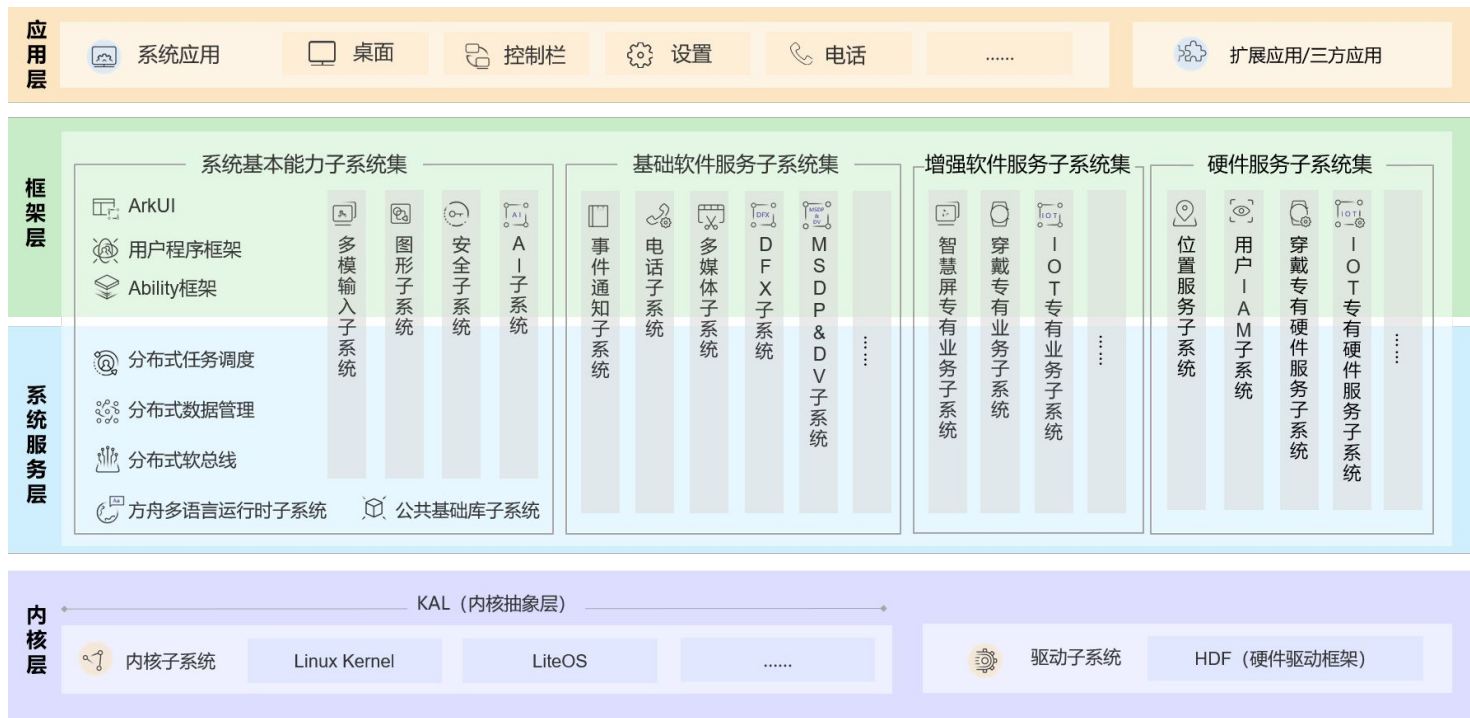 应用层
系统应用
桌面
控制栏
设置
电话
……
扩展应用/三方应用
框架层
系统服务层
系统基本能力子系统集
ArkUI
用户程序框架
Ability框架
分布式任务调度
分布式数据管理
分布式软总线
方舟多语言运行时子系统
公共基础库子系统
多模输入子系统
图形子系统
安全子系统
AI
AI子系统
基础软件服务子系统集
事件通知子系统
电话子系统
多媒体子系统
DFX
DFX子系统
MSDP
&
DV
MSDP&DV子系统
……
增强软件服务子系统集
智慧屏专有业务子系统
穿戴专有业务子系统
IOT
IOT专有业务子系统
……
硬件服务子系统集
位置服务子系统
用户IAM子系统
穿戴专有硬件服务子系统
IOT
IOT专有硬件服务子系统
……
内核层
KAL（内核抽象层）
内核子系统
Linux Kernel
LiteOS
……
驱动子系统
HDF（硬件驱动框架）